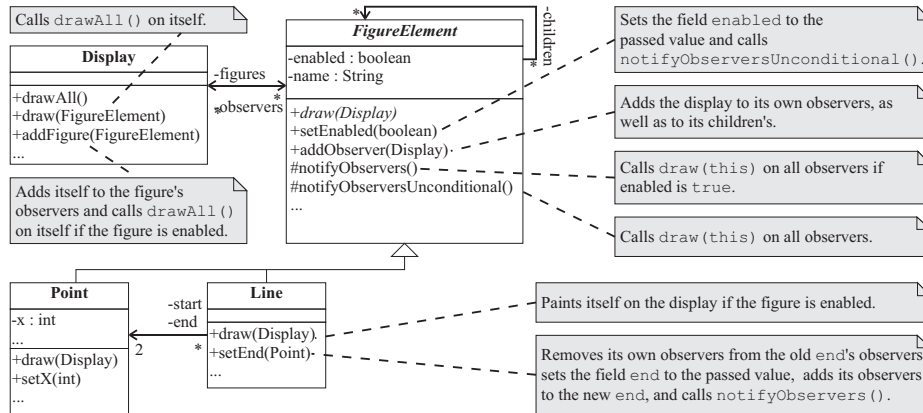 Calls drawAll() on itself.
Display
+drawAll()
+draw(FigureElement)
+addFigure(FigureElement)
...
Adds itself to the figure's
observers and calls drawAll()
on itself if the figure is enabled.
-figures
*
*
-observers
FigureElement
-enabled : boolean
-name : String
+draw(Display)
+setEnabled(boolean)
+addObserver(Display)
#notifyObservers()
#notifyObserversUnconditional()
...
*
-children
*
Sets the field enabled to the
passed value and calls
notifyObserversUnconditional().
Adds the display to its own observers, as
well as to its children's.
Calls draw(this) on all observers if
enabled is true.
Calls draw(this) on all observers.
Point
-x : int
...
+draw(Display)
+setX(int)
...
-start
-end
2
*
Line
+draw(Display)
+setEnd(Point)
...
Paints itself on the display if the figure is enabled.
Removes its own observers from the old end's observers
sets the field end to the passed value, adds its observers
to the new end, and calls notifyObservers().